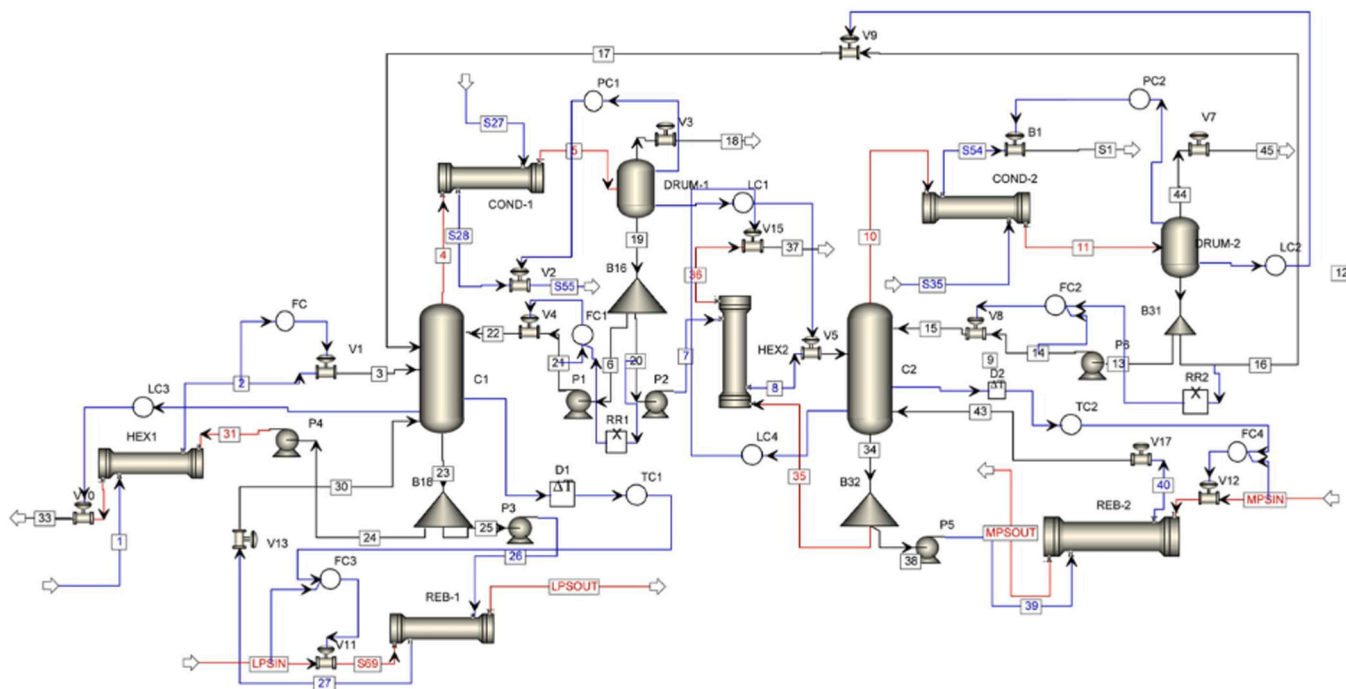 V9
17
12
PC1
PC2
V3
V7
S27
B1
5
18
S54
S1
45
COND-1
DRUM-1
LC1
COND-2
44
V15
10
19
37
11
DRUM-2
LC2
S28
4
B16
36
V2
S55
S35
FC
V4
FC1
FC2
B31
V1
22
V5
15
V8
2
3
21
6
20
7
HEX2
14
P6
13
16
9
LC3
C1
P1
P2
8
C2
D2
ΔT
RR2
HEX1
31
P4
RR1
43
TC2
LC4
23
34
V17
FC4
D1
ΔT
TC1
35
B18
30
B32
40
V12
V10
33
24
25
P3
REB-2
MPSIN
1
V13
26
P5
MPSOUT
38
FC3
REB-1
LPSOUT
39
V11
LPSIN
S69
27